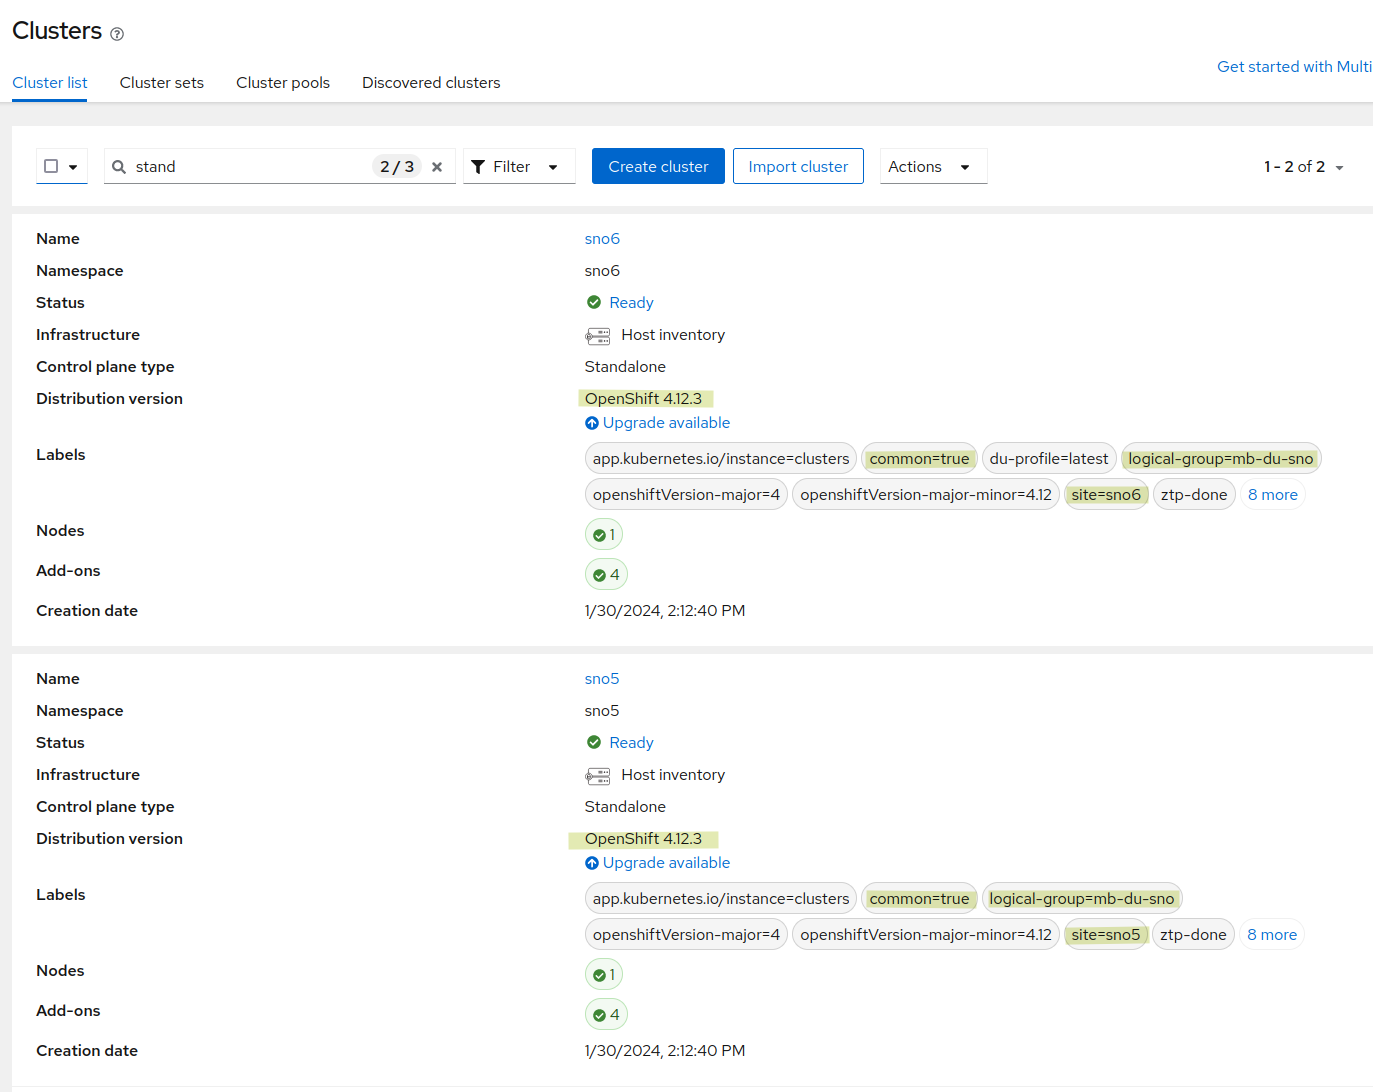 Clusters
Get started with Multi
Cluster list Cluster sets Cluster pools Discovered clusters
stand 2 / 3 Filter Create cluster Import cluster Actions 1 - 2 of 2
Name sno6
Namespace sno6
Status Ready
Infrastructure Host inventory
Control plane type Standalone
Distribution version OpenShift 4.12.3
Upgrade available
Labels app.kubernetes.io/instance=clusters common=true du-profile=latest logical-group=mb-du-sno
openshiftVersion-major=4 openshiftVersion-major-minor=4.12 site=sno6 ztp-done 8 more
Nodes 1
Add-ons 4
Creation date 1/30/2024, 2:12:40 PM
Name sno5
Namespace sno5
Status Ready
Infrastructure Host inventory
Control plane type Standalone
Distribution version OpenShift 4.12.3
Upgrade available
Labels app.kubernetes.io/instance=clusters common=true logical-group=mb-du-sno
openshiftVersion-major=4 openshiftVersion-major-minor=4.12 site=sno5 ztp-done 8 more
Nodes 1
Add-ons 4
Creation date 1/30/2024, 2:12:40 PM